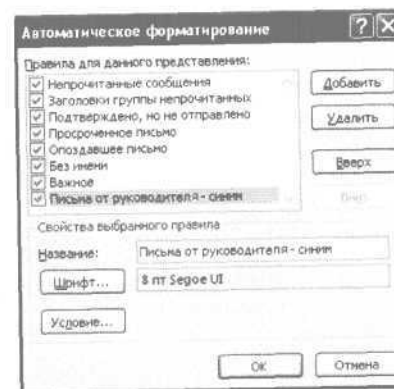 Автоматическое форматирование
Правила для данного представления:
Непрочитанные сообщения
Заголовки группы непрочитанных
Подтверждено, но не отправлено
Просроченное письмо
Опоздавшее письмо
Без имени
Важное
Письма от руководителя - синим
Добавить
Удалить
Вверх
Вниз
Свойства выбранного правила
Название: Письма от руководителя - синим
Шрифт... 8 пт Segoe UI
Условие...
ОК Отмена